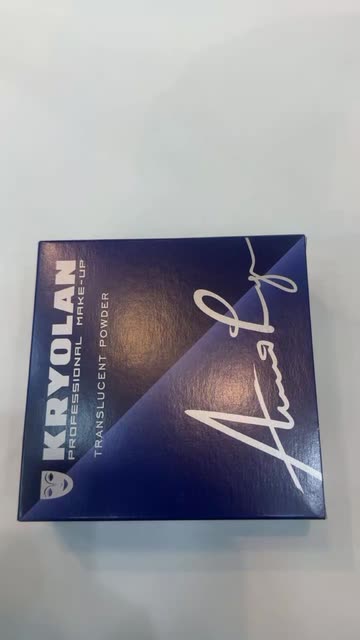 KRYOLAN
PROFESSIONAL MAKE-UP
TRANSLUCENT POWDER